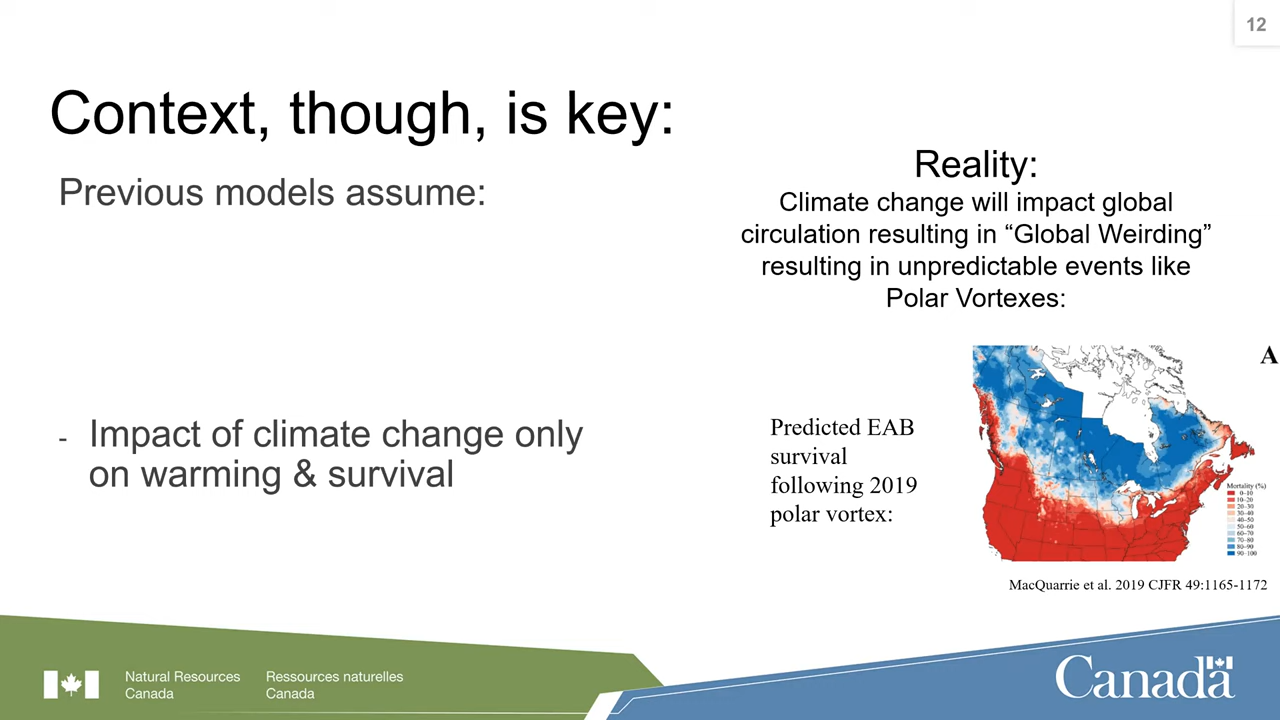 12
Context, though, is key:
Previous models assume:
- Impact of climate change only
on warming & survival
Reality:
Climate change will impact global
circulation resulting in “Global Weirding”
resulting in unpredictable events like
Polar Vortexes:
Predicted EAB
survival
following 2019
polar vortex:
A
Mortality (%)
0–10
10–20
20–30
30–40
40–50
50–60
60–70
70–80
80–90
90–100
MacQuarrie et al. 2019 CJFR 49:1165-1172
Natural Resources
Canada
Ressources naturelles
Canada
Canada